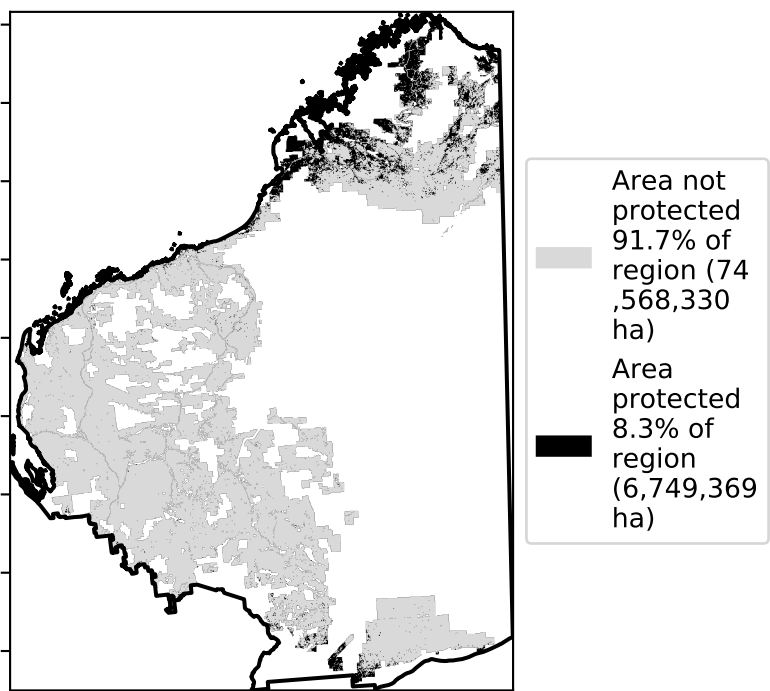 Area not
protected
91.7% of
region (74
,568,330
ha)
Area
protected
8.3% of
region
(6,749,369
ha)